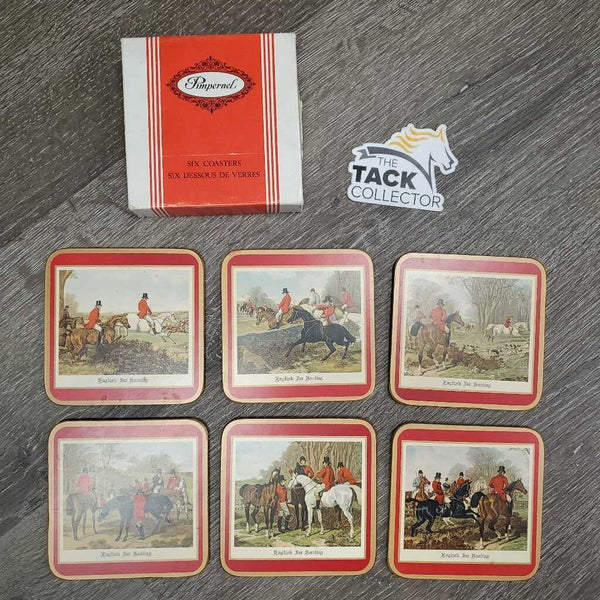 Pimpernel
SIX COASTERS
SIX DESSOUS DE VERRES
THE
TACK
COLLECTOR
English Fox Hunting
English Fox Hunting
English Fox Hunting
English Fox Hunting
English Fox Hunting
English Fox Hunting